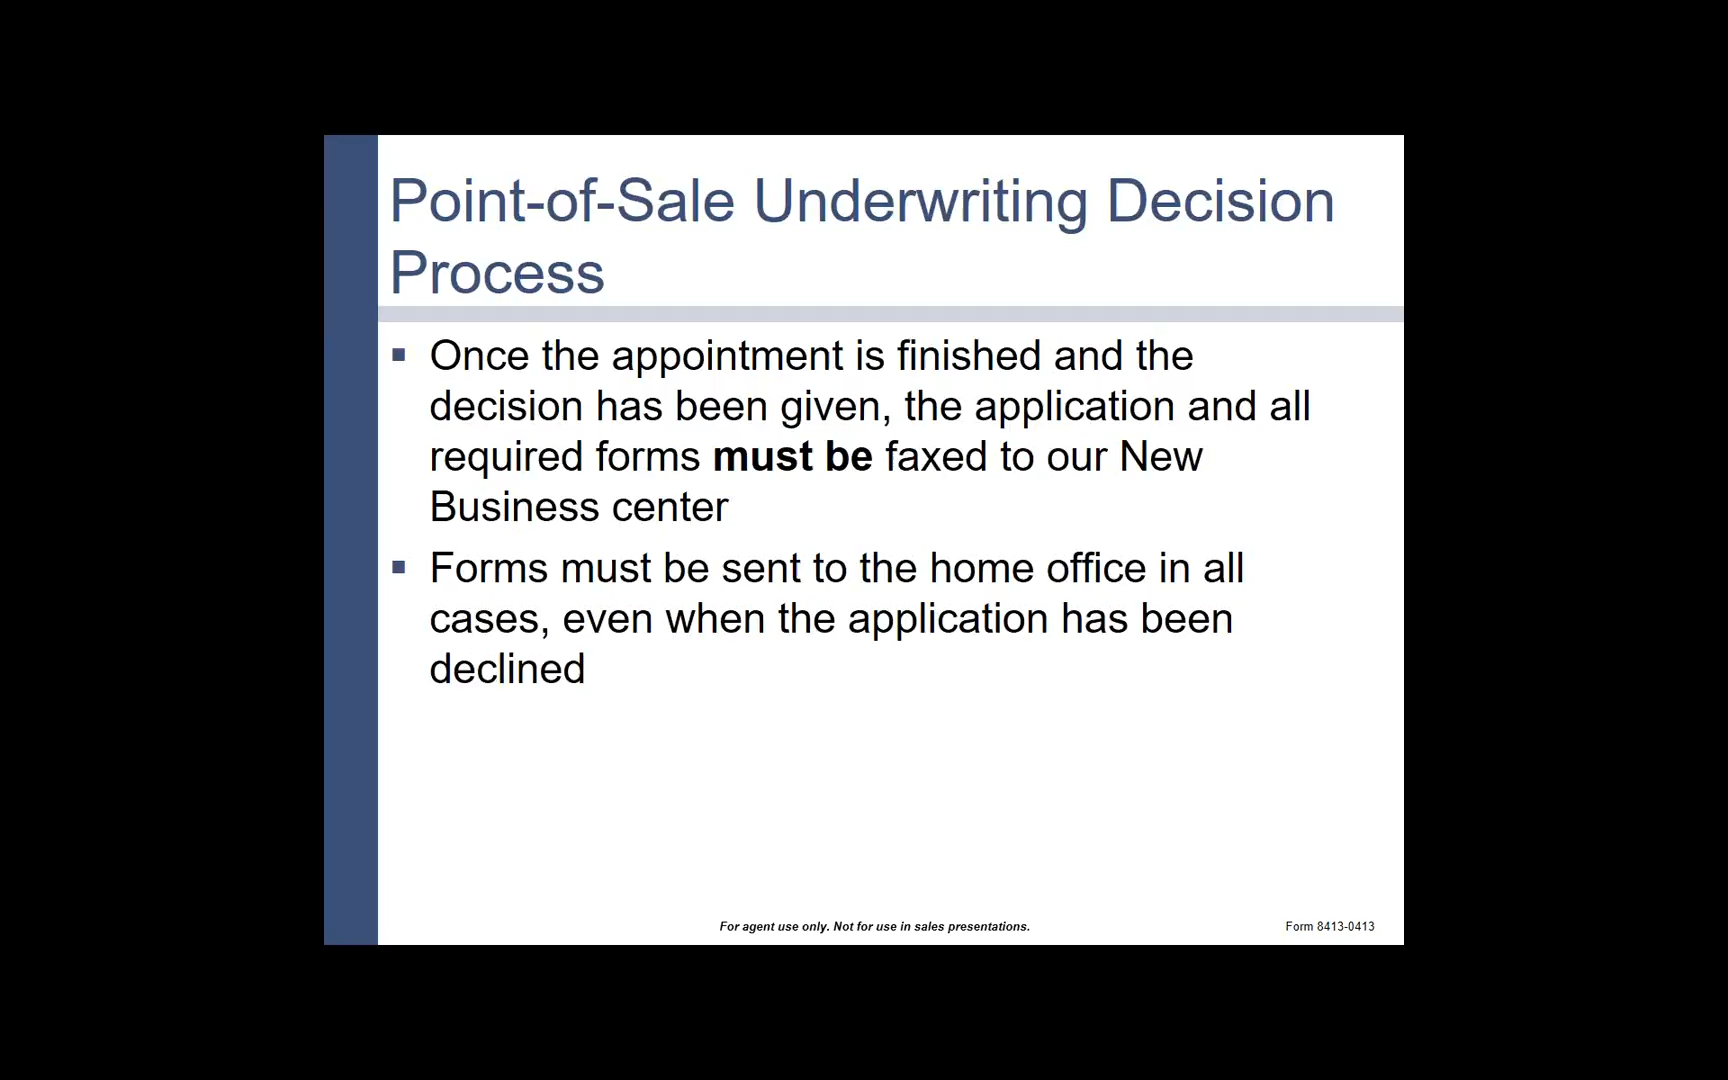 Point-of-Sale Underwriting Decision
Process
▪ Once the appointment is finished and the
decision has been given, the application and all
required forms must be faxed to our New
Business center
▪ Forms must be sent to the home office in all
cases, even when the application has been
declined
For agent use only. Not for use in sales presentations.
Form 8413-0413